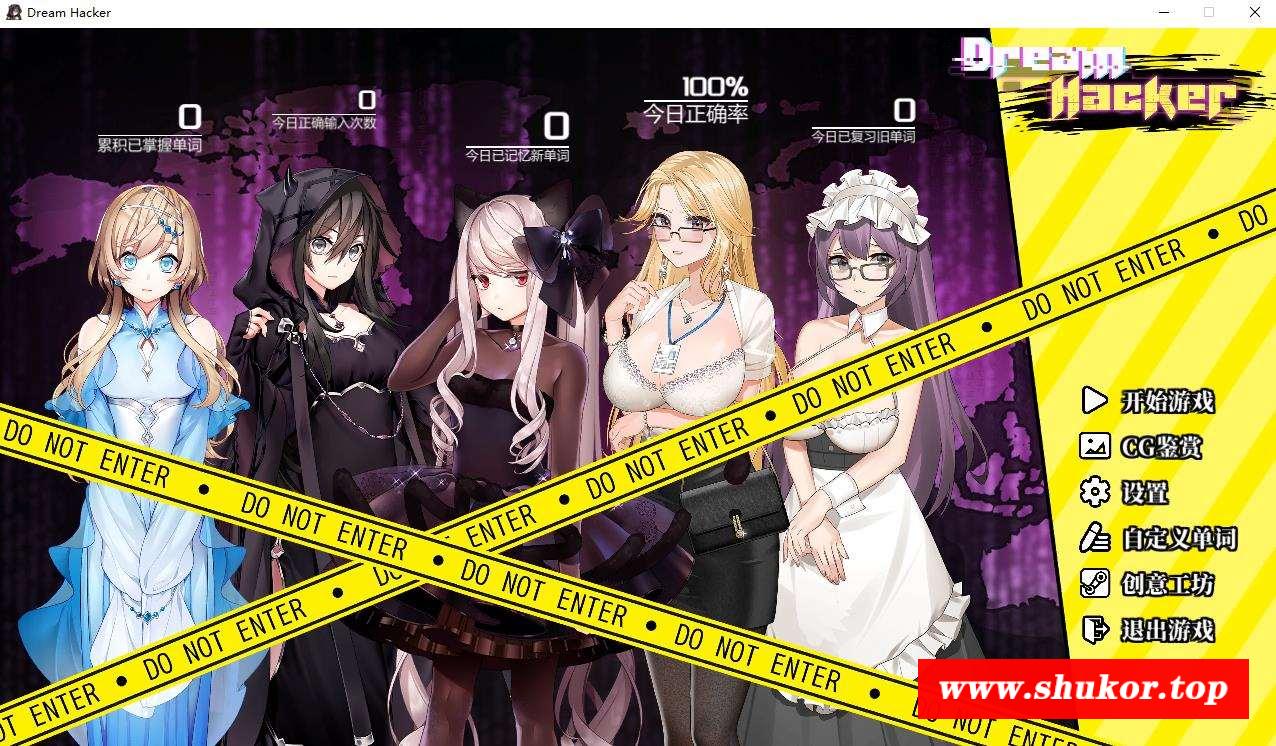 Dream Hacker
Dream
Hacker
0
累积已掌握单词
0
今日正确输入次数
0
今日已记忆新单词
100%
今日正确率
0
今日已复习旧单词
DO NOT ENTER • DO NOT ENTER • DO NOT ENTER • DO NOT ENTER • DO NOT ENTER
OT ENTER • DO NOT ENTER • DO ENTER • DO NOT ENTER • DO NOT ENTER • DO NOT ENTER • DO
开始游戏
CG鉴赏
设置
自定义单词
创意工坊
退出游戏
www.shukor.top